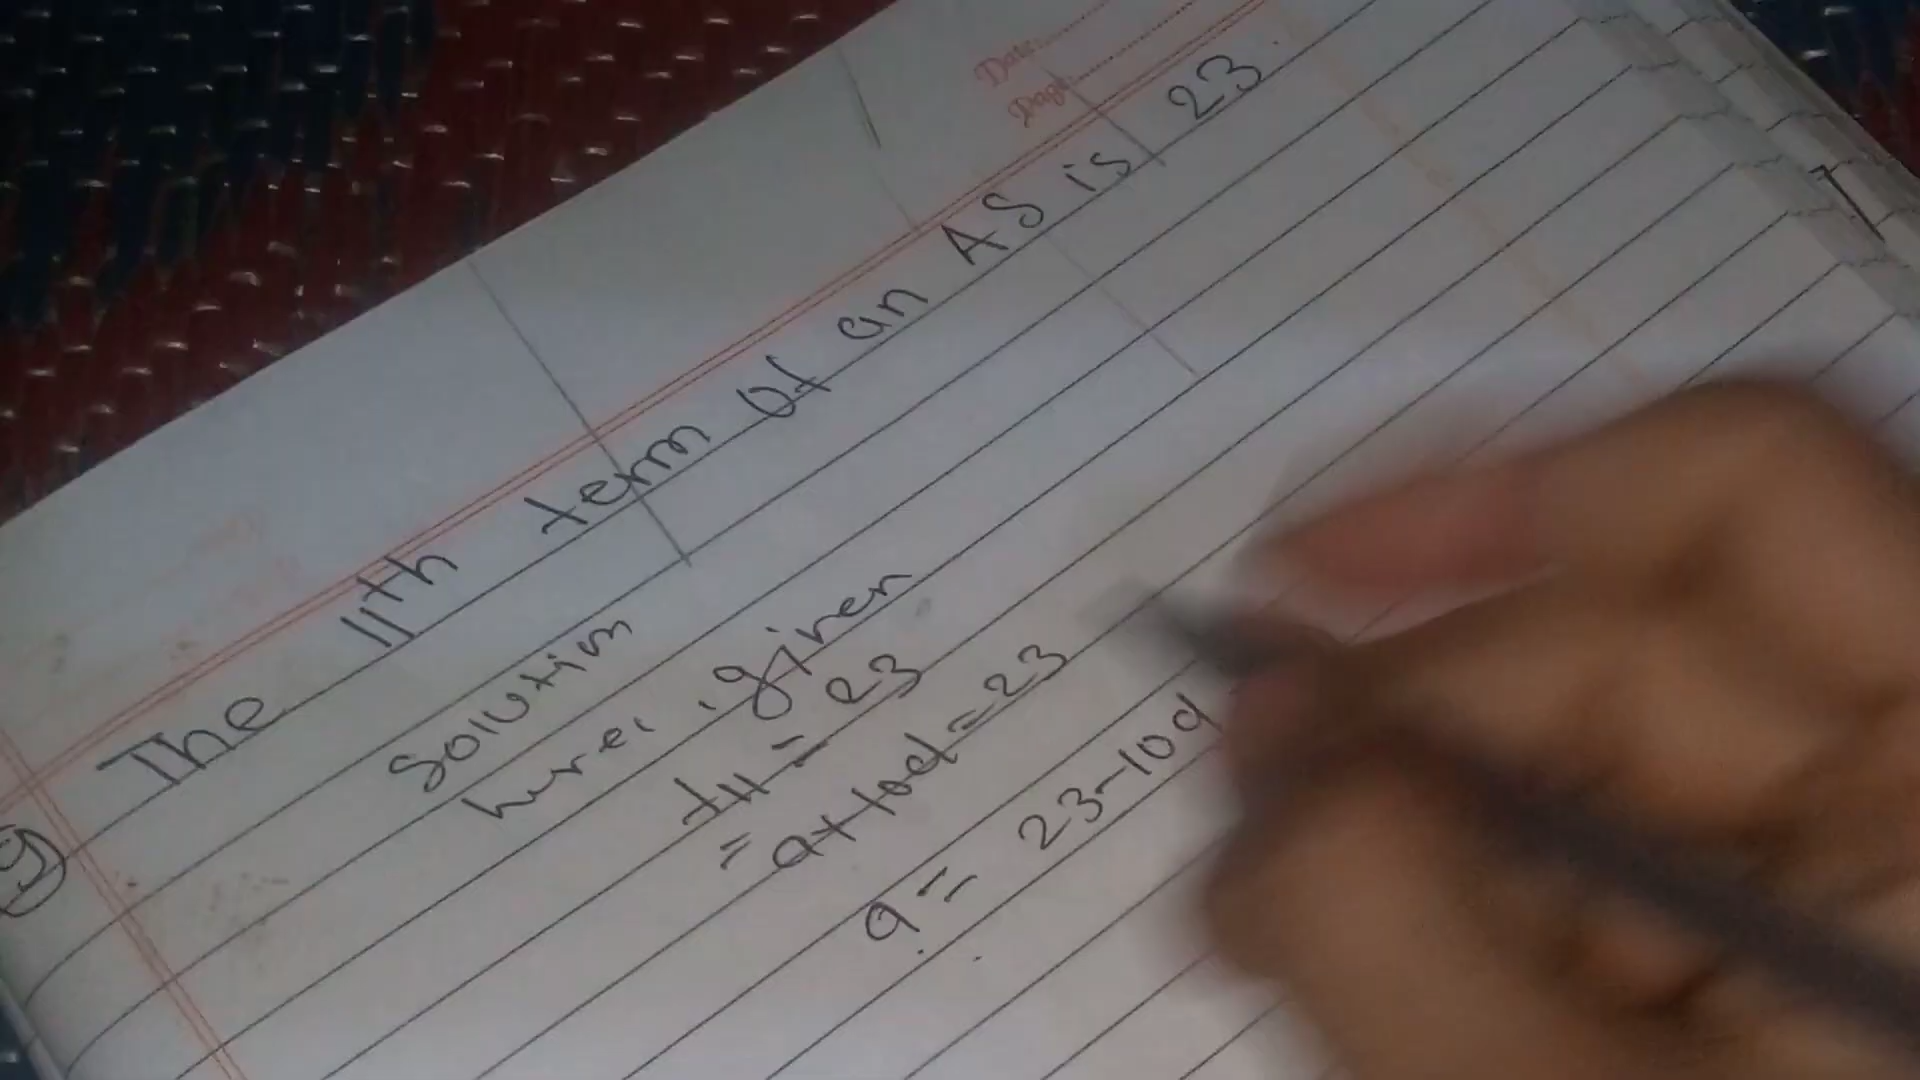 Date:
Page:
9 The 11th term of an AS is 23.
Solution
here, given
t11 = 23
= a+10d = 23
a = 23-10d